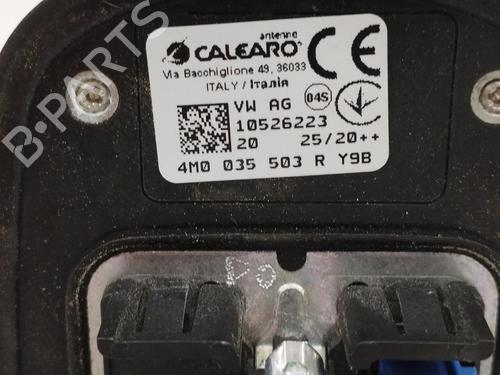 antenne
CALEARO
CE
Via Bacchiglione 49, 36033
ITALY / Італія
VW AG 04S
10526223
20 25/20++
4M0 035 503 R Y9B
B-PARTS